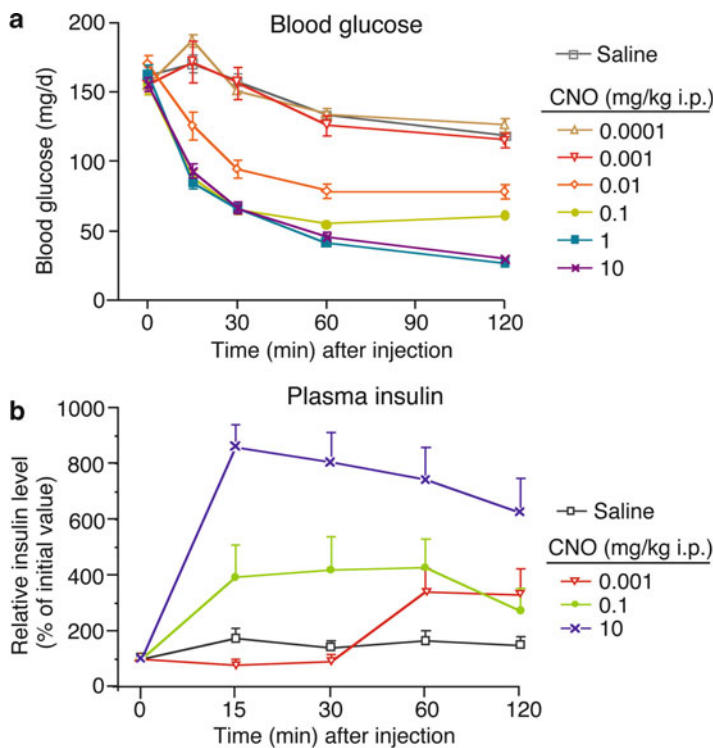 a
Blood glucose
Blood glucose (mg/d)
200
150
100
50
0
0 30 60 90 120
Time (min) after injection
Saline
CNO (mg/kg i.p.)
0.0001
0.001
0.01
0.1
1
10
b
Plasma insulin
Relative insulin level
(% of initial value)
1000
800
600
400
200
100
0
0 15 30 60 120
Time (min) after injection
Saline
CNO (mg/kg i.p.)
0.001
0.1
10